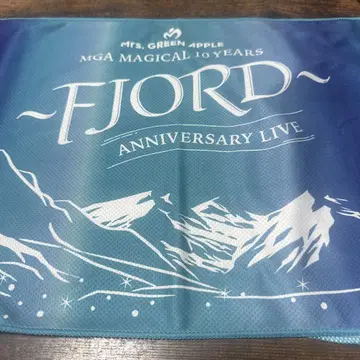 Mrs. GREEN APPLE
MGA MAGICAL 10 YEARS
~FJORD~
ANNIVERSARY LIVE